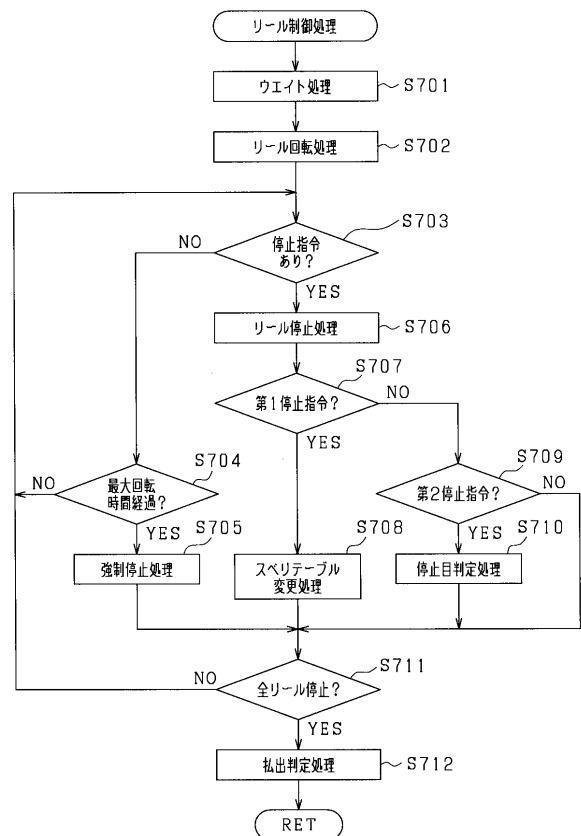 リール制御処理
ウエイト処理
S701
リール回転処理
S702
S703
NO
停止指令
あり?
YES
リール停止処理
S706
S707
第1停止指令?
NO
YES
S704
NO
最大回転
時間経過?
YES
S709
第2停止指令?
NO
YES
S705
強制停止処理
S708
スベリテーブル
変更処理
S710
停止目判定処理
S711
NO
全リール停止?
YES
払出判定処理
S712
RET